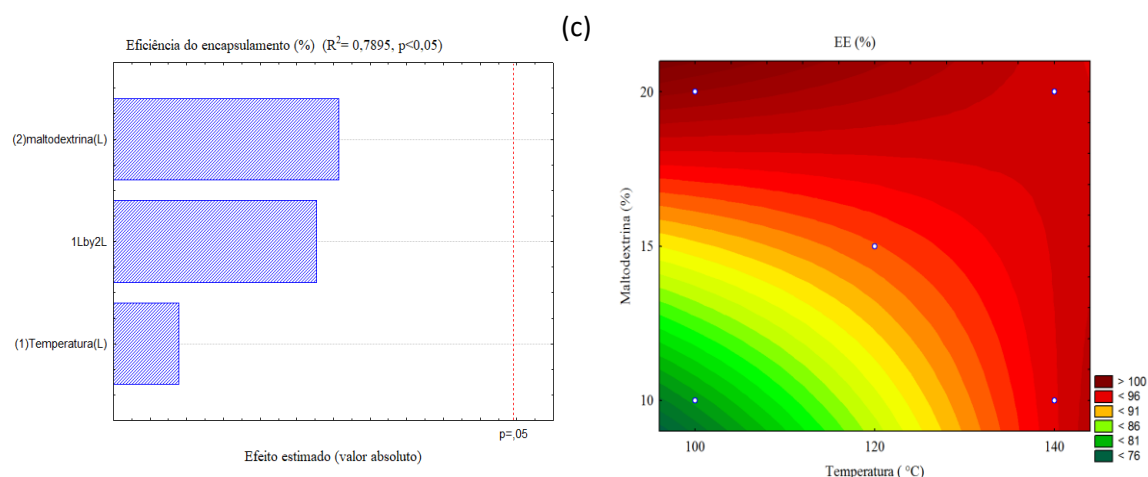 (c)
Eficiência do encapsulamento (%) (R²= 0,7895, p<0,05)
(2)maltodextrina(L)
1Lby2L
(1)Temperatura(L)
p=,05
Efeito estimado (valor absoluto)
EE (%)
Maltodextrina (%)
20
15
10
100
120
140
Temperatura ( °C)
> 100
< 96
< 91
< 86
< 81
< 76